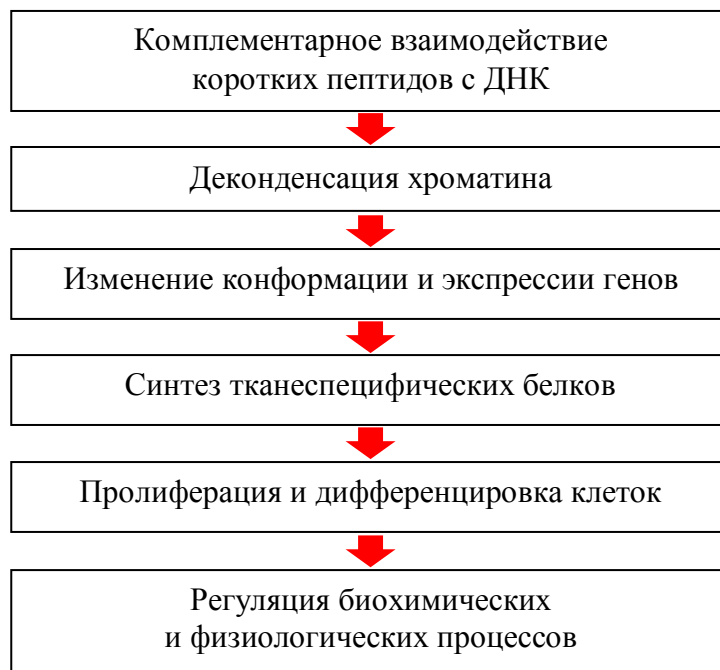 Комплементарное взаимодействие
коротких пептидов с ДНК
Деконденсация хроматина
Изменение конформации и экспрессии генов
Синтез тканеспецифических белков
Пролиферация и дифференцировка клеток
Регуляция биохимических
и физиологических процессов